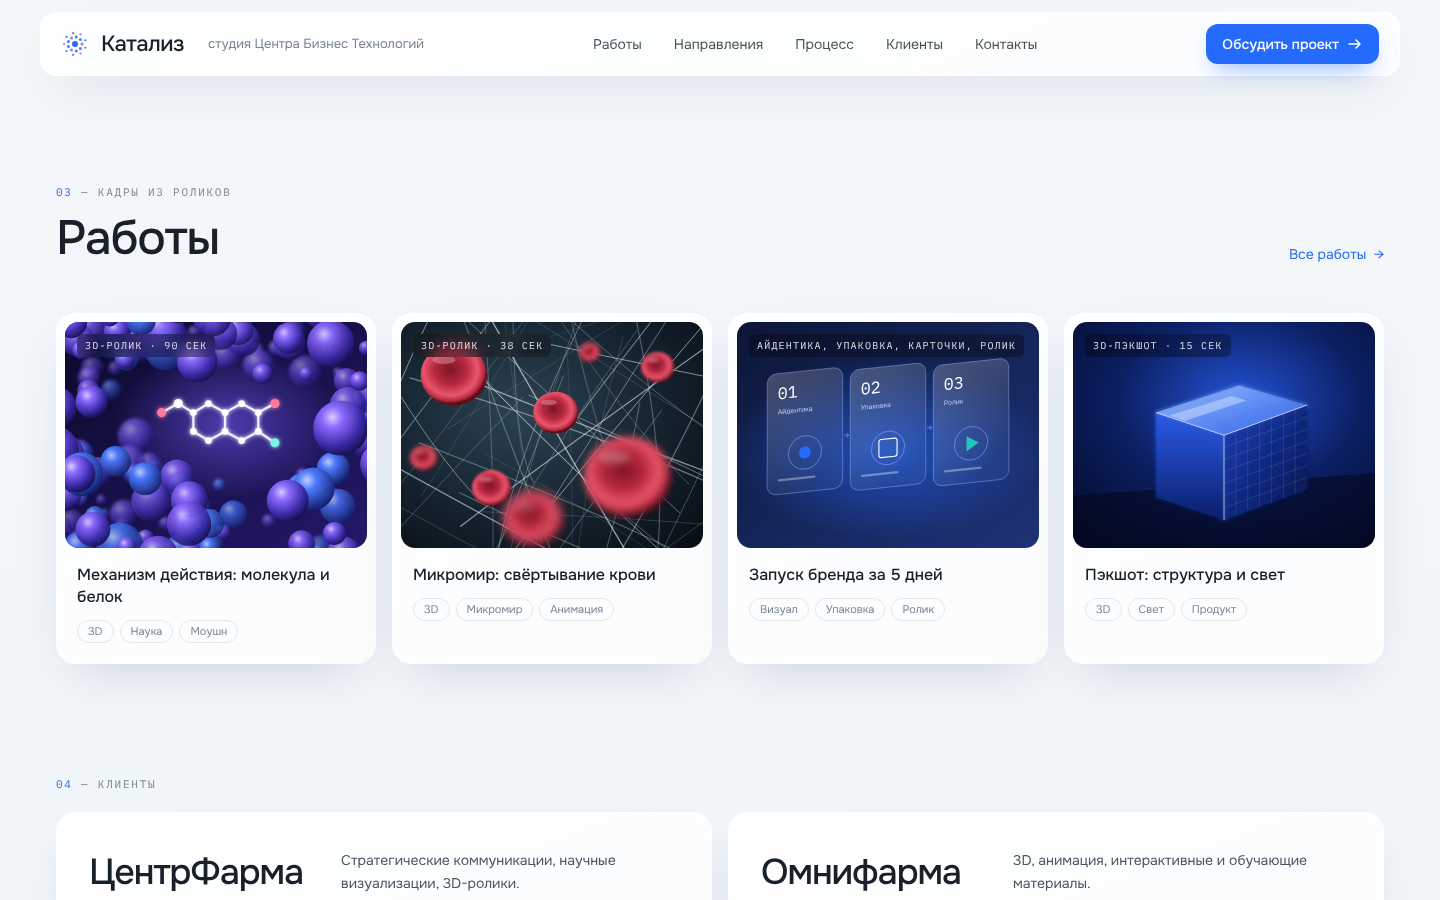 Катализ
студия Центра Бизнес Технологий
Работы
Направления
Процесс
Клиенты
Контакты
Обсудить проект →
03 — КАДРЫ ИЗ РОЛИКОВ
Работы
Все работы →
3D-РОЛИК · 90 СЕК
Механизм действия: молекула и
белок
3D
Наука
Моушн
3D-РОЛИК · 38 СЕК
Микромир: свёртывание крови
3D
Микромир
Анимация
АЙДЕНТИКА, УПАКОВКА, КАРТОЧКИ, РОЛИК
01
Айдентика
02
Упаковка
03
Ролик
Запуск бренда за 5 дней
Визуал
Упаковка
Ролик
3D-ПЭКШОТ · 15 СЕК
Пэкшот: структура и свет
3D
Свет
Продукт
04 — КЛИЕНТЫ
ЦентрФарма
Стратегические коммуникации, научные
визуализации, 3D-ролики.
Омнифарма
3D, анимация, интерактивные и обучающие
материалы.